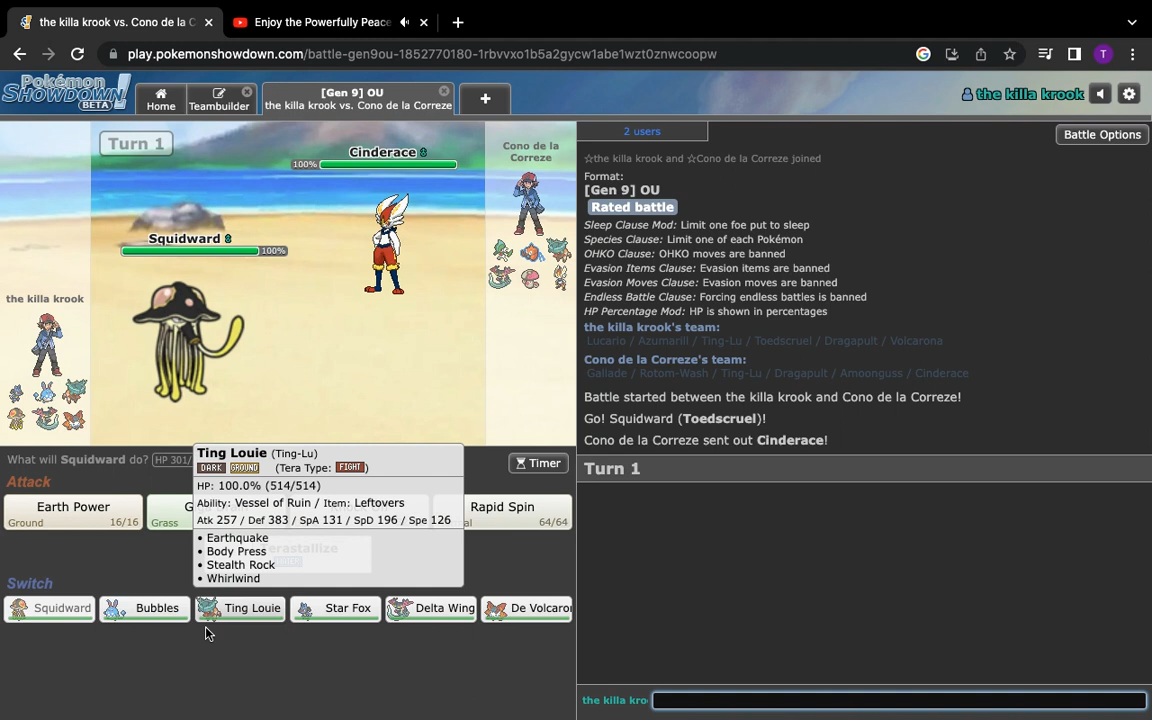 the killa krook vs. Cono de la C
Enjoy the Powerfully Peace
play.pokemonshowdown.com/battle-gen9ou-1852770180-1rbvvxo1b5a2gycw1abe1wzt0znwcoopw
T
Pokémon
SHOWDOWN!
BETA
Home
Teambuilder
[Gen 9] OU
the killa krook vs. Cono de la Correze
the killa krook
Turn 1
Cinderace
100%
Squidward
100%
Cono de la
Correze
the killa krook
2 users
Battle Options
☆the killa krook and ☆Cono de la Correze joined
Format:
[Gen 9] OU
Rated battle
Sleep Clause Mod: Limit one foe put to sleep
Species Clause: Limit one of each Pokémon
OHKO Clause: OHKO moves are banned
Evasion Items Clause: Evasion items are banned
Evasion Moves Clause: Evasion moves are banned
Endless Battle Clause: Forcing endless battles is banned
HP Percentage Mod: HP is shown in percentages
the killa krook's team:
Lucario / Azumarill / Ting-Lu / Toedscruel / Dragapult / Volcarona
Cono de la Correze's team:
Gallade / Rotom-Wash / Ting-Lu / Dragapult / Amoonguss / Cinderace
Battle started between the killa krook and Cono de la Correze!
Go! Squidward (Toedscruel)!
Cono de la Correze sent out Cinderace!
Turn 1
What will Squidward do? HP 301/
Timer
Attack
Earth Power
Ground 16/16
G
Grass
Rapid Spin
64/64
Ting Louie (Ting-Lu)
DARK GROUND (Tera Type: FIGHT)
HP: 100.0% (514/514)
Ability: Vessel of Ruin / Item: Leftovers
Atk 257 / Def 383 / SpA 131 / SpD 196 / Spe 126
• Earthquake
• Body Press
• Stealth Rock
• Whirlwind
Switch
Squidward
Bubbles
Ting Louie
Star Fox
Delta Wing
De Volcaro
the killa kro